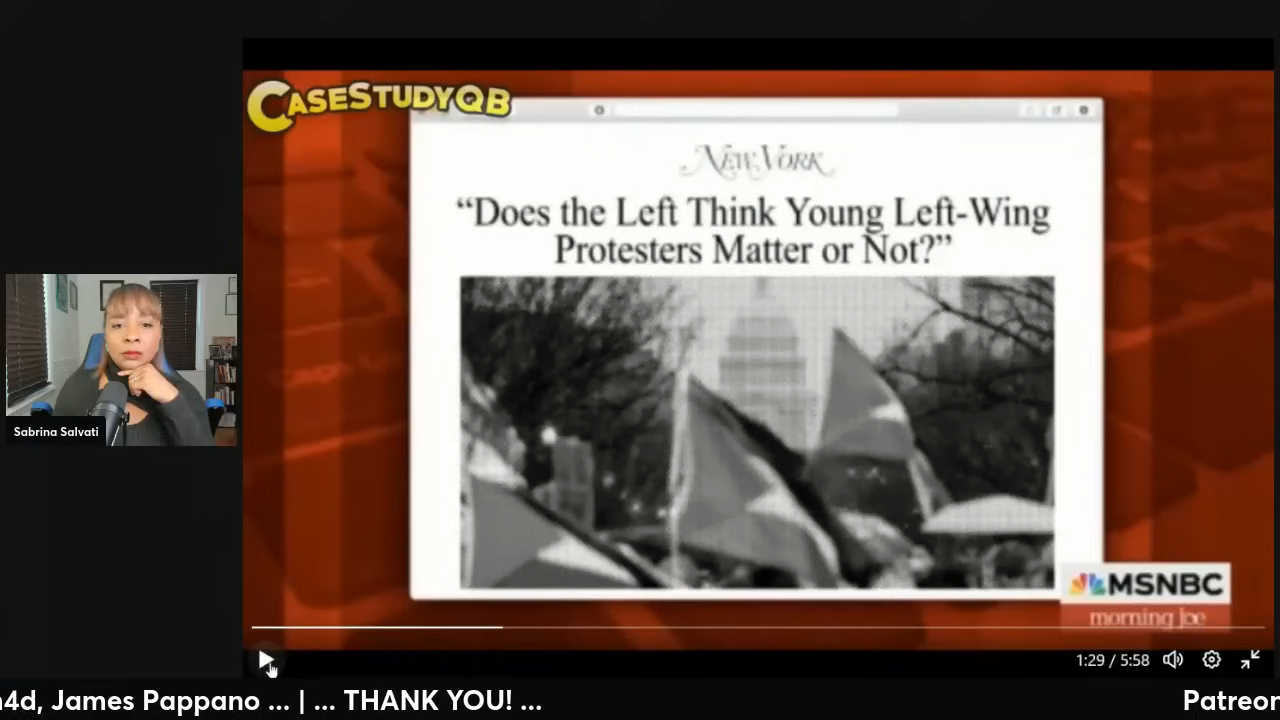 CASESTUDYQB
NEW YORK
“Does the Left Think Young Left-Wing
Protesters Matter or Not?”
Sabrina Salvati
MSNBC
morning joe
1:29 / 5:58
4d, James Pappano ... | ... THANK YOU! ...
Patreon